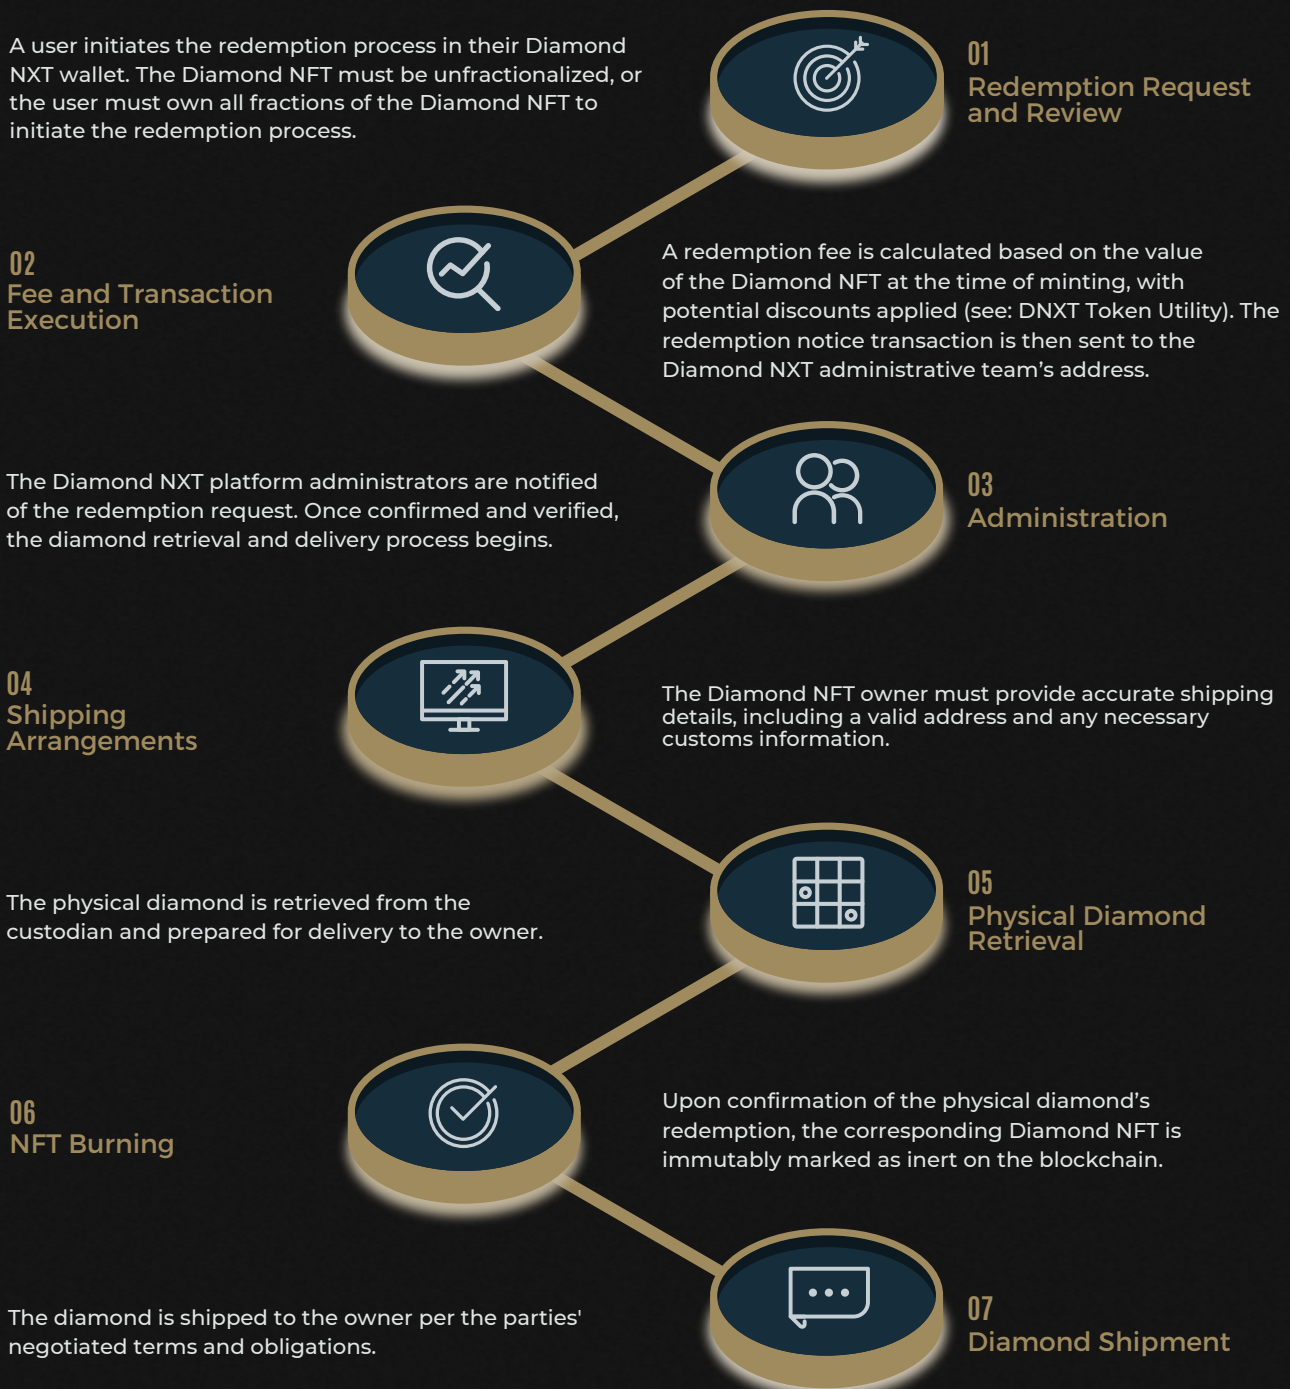 A user initiates the redemption process in their Diamond
NXT wallet. The Diamond NFT must be unfractionalized, or
the user must own all fractions of the Diamond NFT to
initiate the redemption process.
01
Redemption Request
and Review
02
Fee and Transaction
Execution
A redemption fee is calculated based on the value
of the Diamond NFT at the time of minting, with
potential discounts applied (see: DNXT Token Utility). The
redemption notice transaction is then sent to the
Diamond NXT administrative team’s address.
The Diamond NXT platform administrators are notified
of the redemption request. Once confirmed and verified,
the diamond retrieval and delivery process begins.
03
Administration
04
Shipping
Arrangements
The Diamond NFT owner must provide accurate shipping
details, including a valid address and any necessary
customs information.
The physical diamond is retrieved from the
custodian and prepared for delivery to the owner.
05
Physical Diamond
Retrieval
06
NFT Burning
Upon confirmation of the physical diamond’s
redemption, the corresponding Diamond NFT is
immutably marked as inert on the blockchain.
The diamond is shipped to the owner per the parties'
negotiated terms and obligations.
07
Diamond Shipment